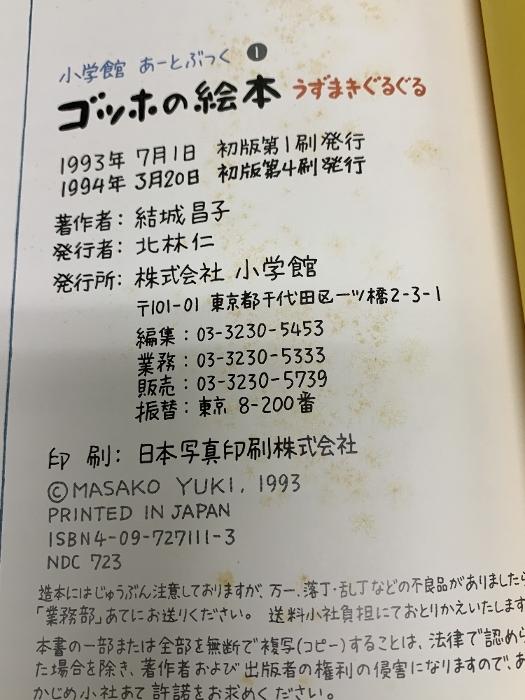 小学館 あーとぶっく 1
ゴッホの絵本 うずまきぐるぐる
1993年 7月1日 初版第1刷発行
1994年 3月20日 初版第4刷発行
著作者: 結城昌子
発行者: 北林仁
発行所: 株式会社 小学館
〒101-01 東京都千代田区一ツ橋2-3-1
編集: 03-3230-5453
業務: 03-3230-5333
販売: 03-3230-5739
振替: 東京 8-200番
印 刷: 日本写真印刷株式会社
©MASAKO YUKI, 1993
PRINTED IN JAPAN
ISBN4-09-727111-3
NDC 723
造本にはじゅうぶん注意しておりますが、万一、落丁・乱丁などの不良品がありましたら
「業務部」あてにお送りください。 送料小社負担にておとりかえいたします
本書の一部または全部を無断で複写(コピー)することは、法律で認めら
た場合を除き、著作者および出版者の権利の侵害になりますので、あ
かじめ小社あて許諾をお求めください。